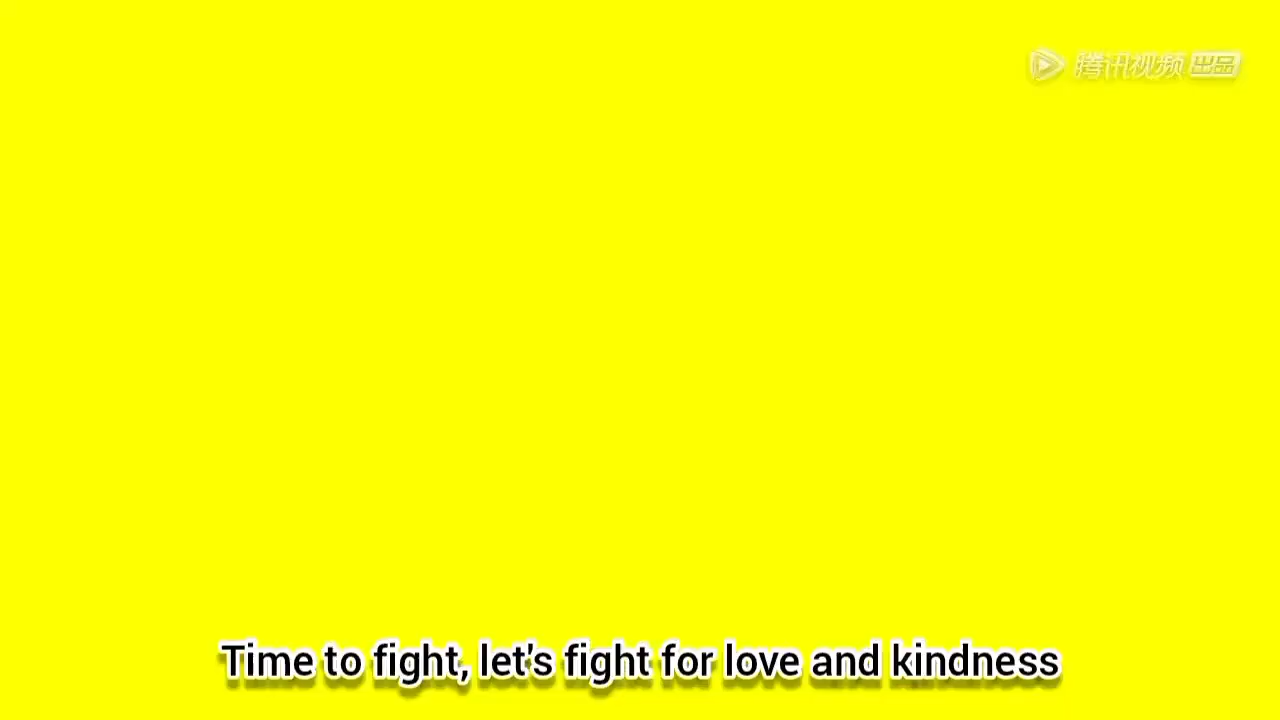 腾讯视频 出品
Time to fight, let's fight for love and kindness